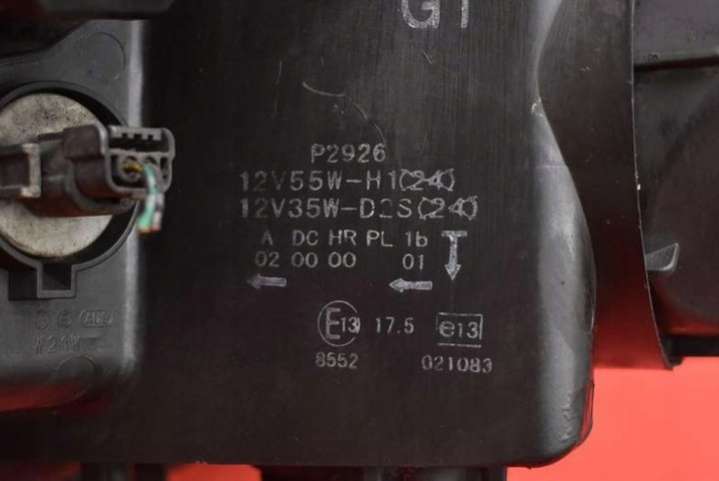 GT
P2926
12V55W-H1(24)
12V35W-D2S(24)
A DC HR PL 1b
02 00 00 01
E13 17.5 e13
8552 021083